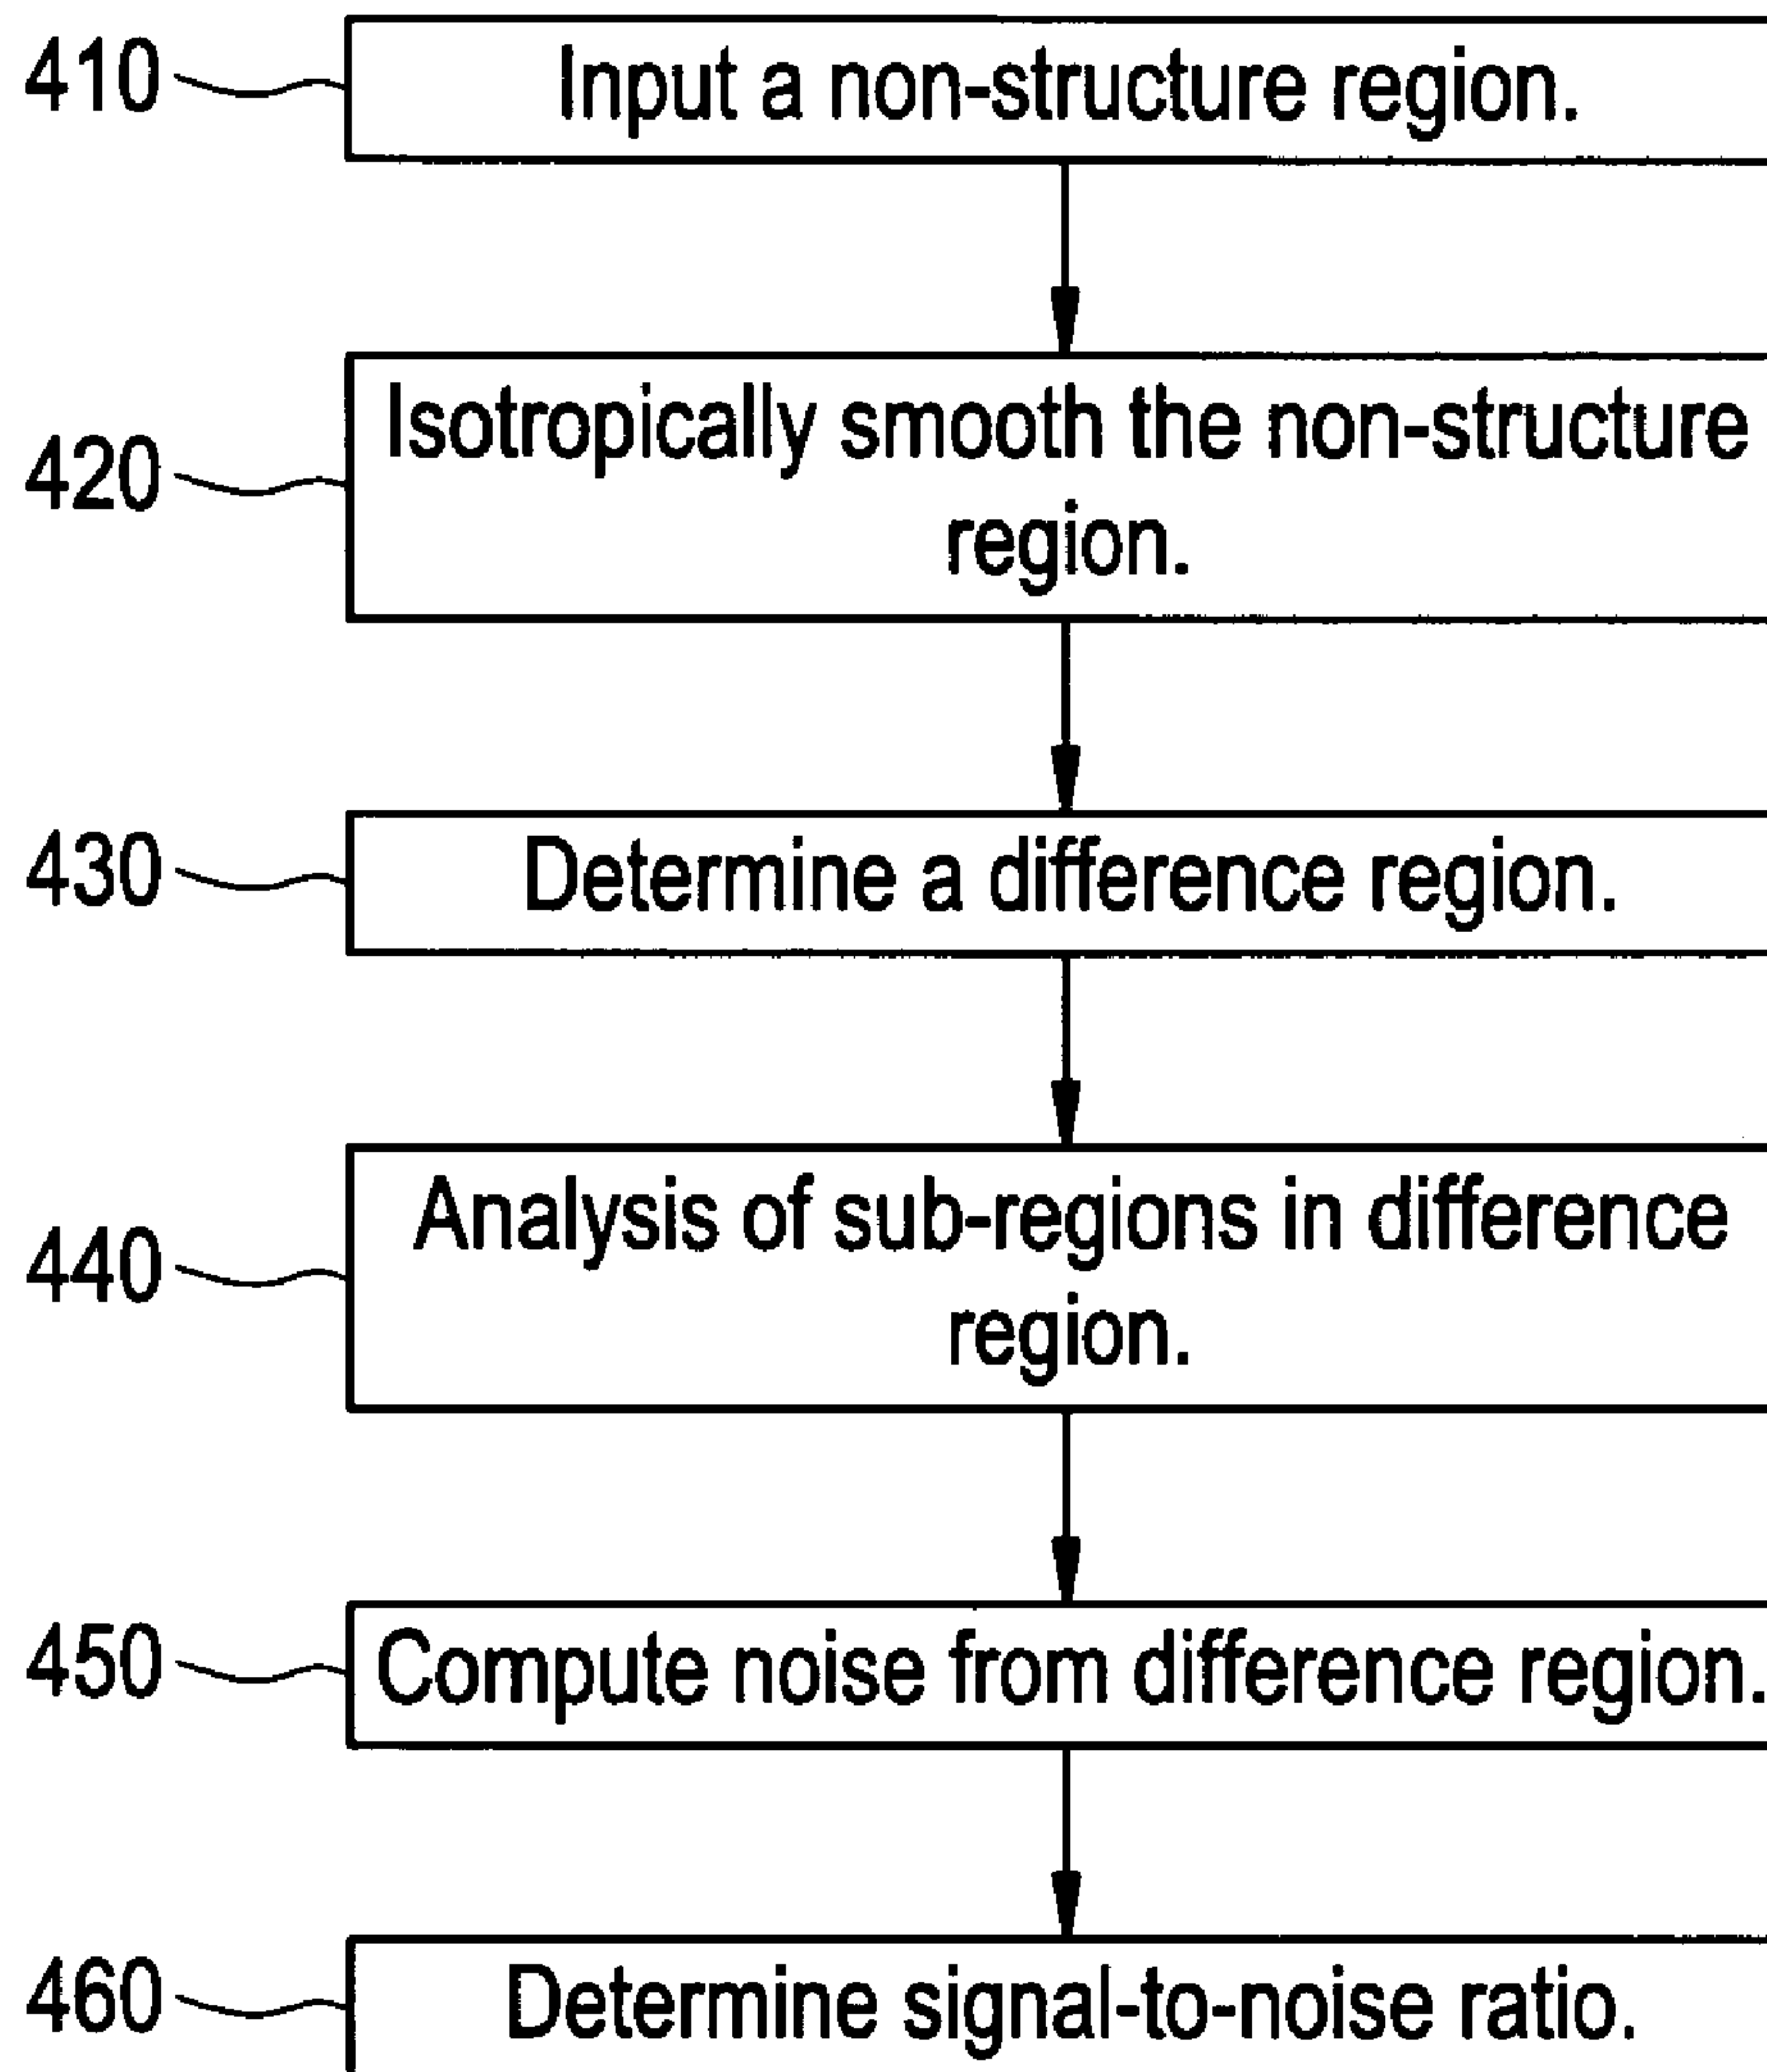 410 Input a non-structure region.
420 Isotropically smooth the non-structure
region.
430 Determine a difference region.
440 Analysis of sub-regions in difference
region.
450 Compute noise from difference region.
460 Determine signal-to-noise ratio.